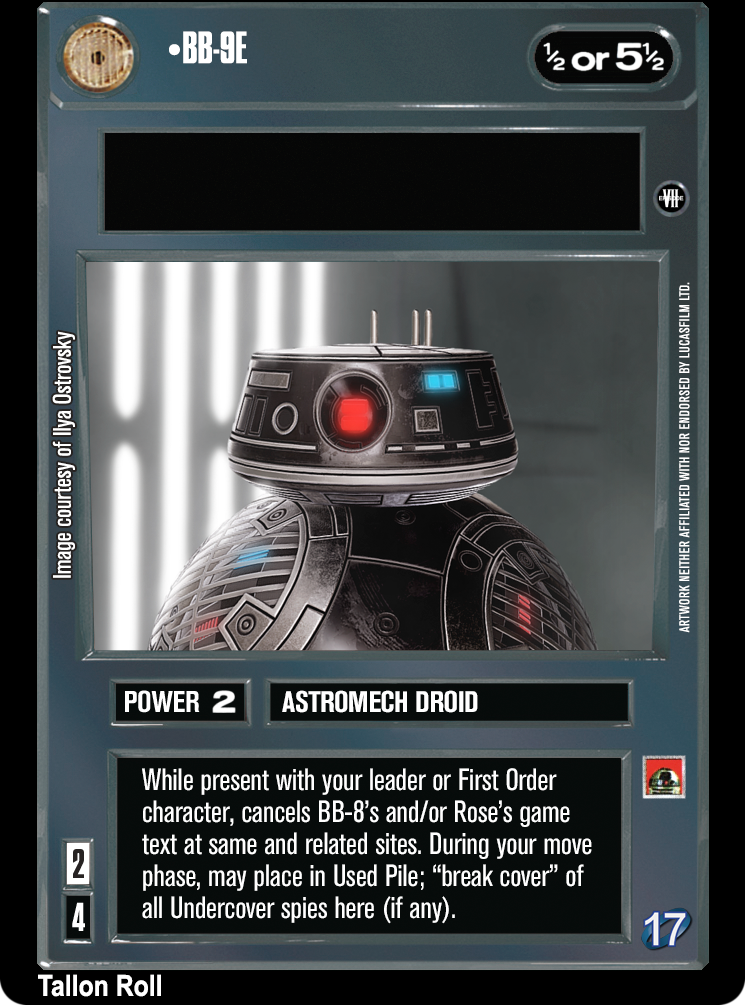 •BB-9E
½ or 5½
EPISODE VII
Image courtesy of Ilya Ostrovsky
ARTWORK NEITHER AFFILIATED WITH NOR ENDORSED BY LUCASFILM LTD.
POWER 2
ASTROMECH DROID
While present with your leader or First Order
character, cancels BB-8's and/or Rose's game
text at same and related sites. During your move
phase, may place in Used Pile; “break cover” of
all Undercover spies here (if any).
2
4
17
Tallon Roll